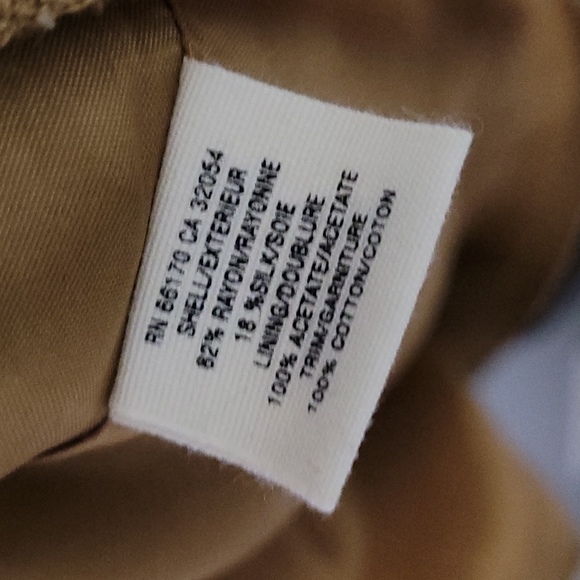 RN 66170 CA 32054
SHELL/EXTERIEUR
82% RAYON/RAYONNE
18 %SILK/SOIE
LINING/DOUBLURE
100% ACETATE/ACETATE
TRIM/GARNITURE
100% COTTON/COTON